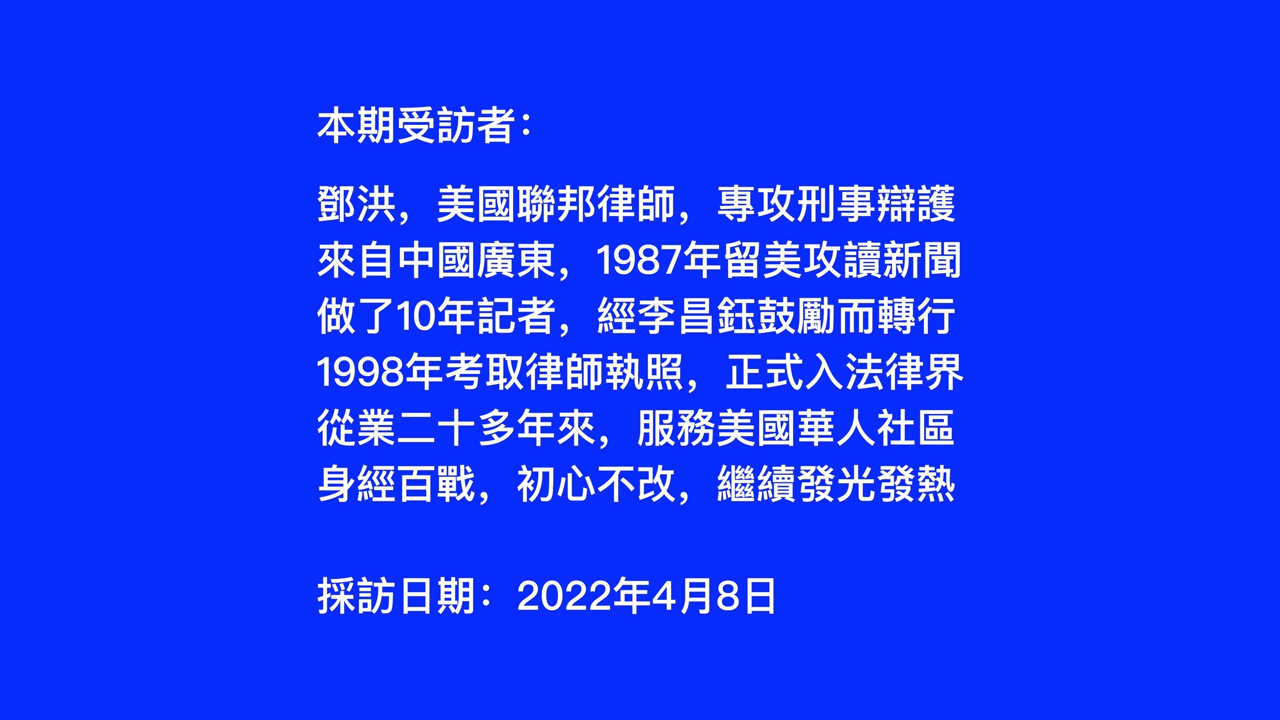 本期受訪者：
鄧洪，美國聯邦律師，專攻刑事辯護
來自中國廣東，1987年留美攻讀新聞
做了10年記者，經李昌鈺鼓勵而轉行
1998年考取律師執照，正式入法律界
從業二十多年來，服務美國華人社區
身經百戰，初心不改，繼續發光發熱
採訪日期：2022年4月8日